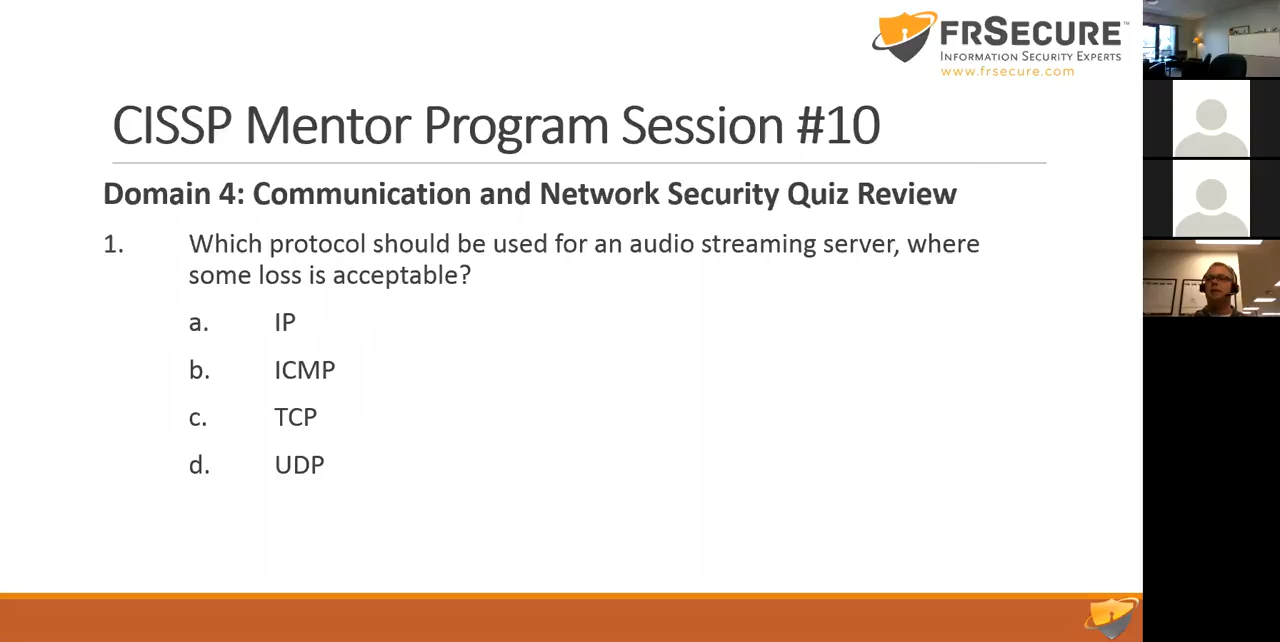 FRSECURE™
INFORMATION SECURITY EXPERTS
www.frsecure.com
CISSP Mentor Program Session #10
Domain 4: Communication and Network Security Quiz Review
1. Which protocol should be used for an audio streaming server, where
some loss is acceptable?
a. IP
b. ICMP
c. TCP
d. UDP